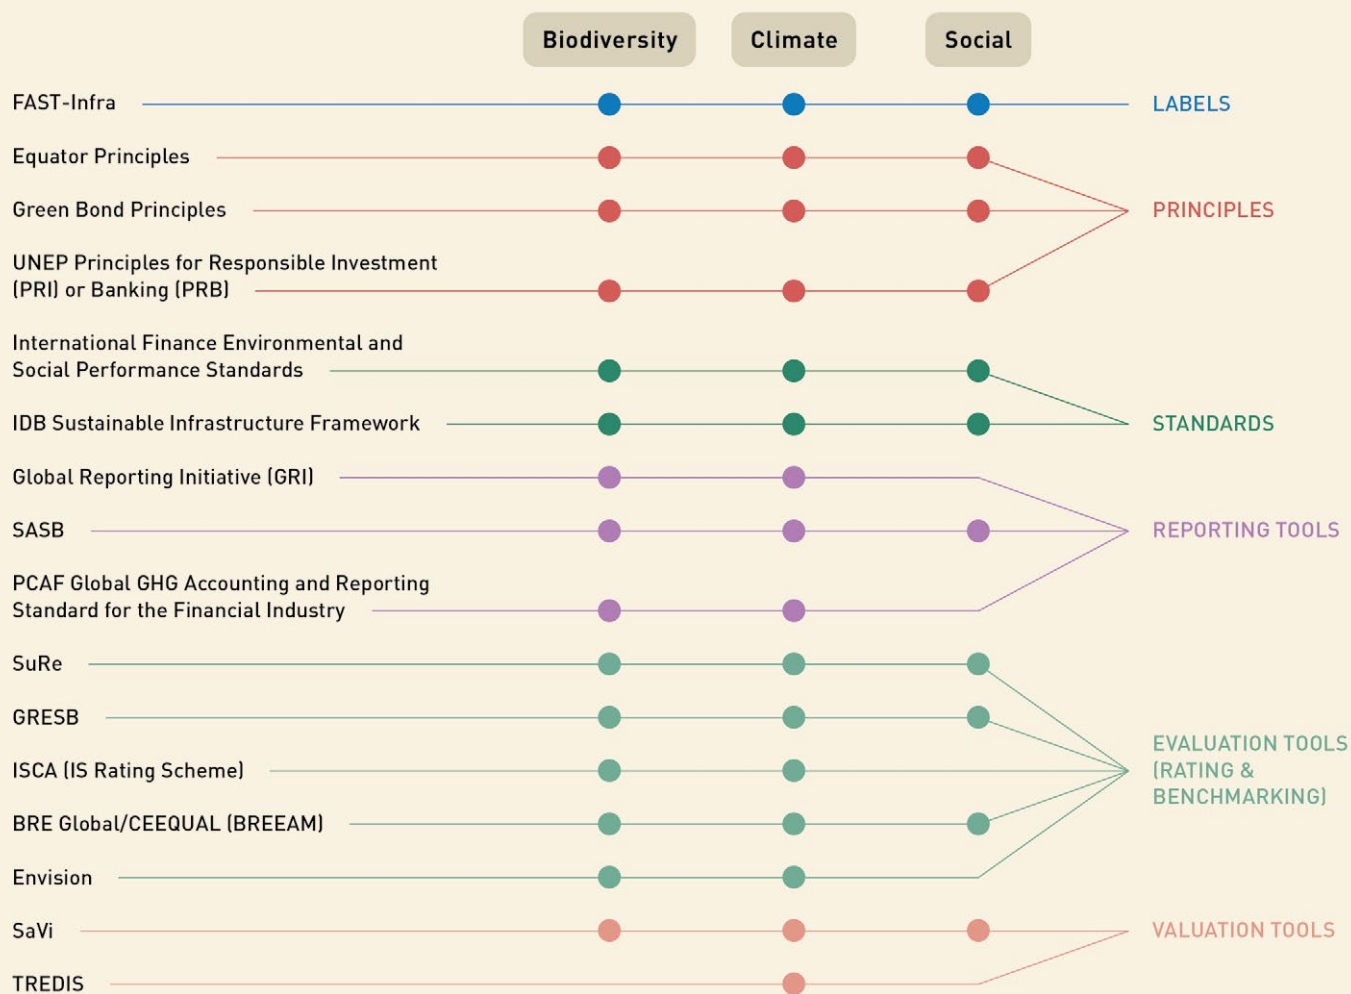 Biodiversity Climate Social
FAST-Infra LABELS
Equator Principles
Green Bond Principles PRINCIPLES
UNEP Principles for Responsible Investment
(PRI) or Banking (PRB)
International Finance Environmental and
Social Performance Standards
IDB Sustainable Infrastructure Framework STANDARDS
Global Reporting Initiative (GRI)
SASB REPORTING TOOLS
PCAF Global GHG Accounting and Reporting
Standard for the Financial Industry
SuRe
GRESB
EVALUATION TOOLS
ISCA (IS Rating Scheme) (RATING &
BENCHMARKING)
BRE Global/CEEQUAL (BREEAM)
Envision
SaVi VALUATION TOOLS
TREDIS